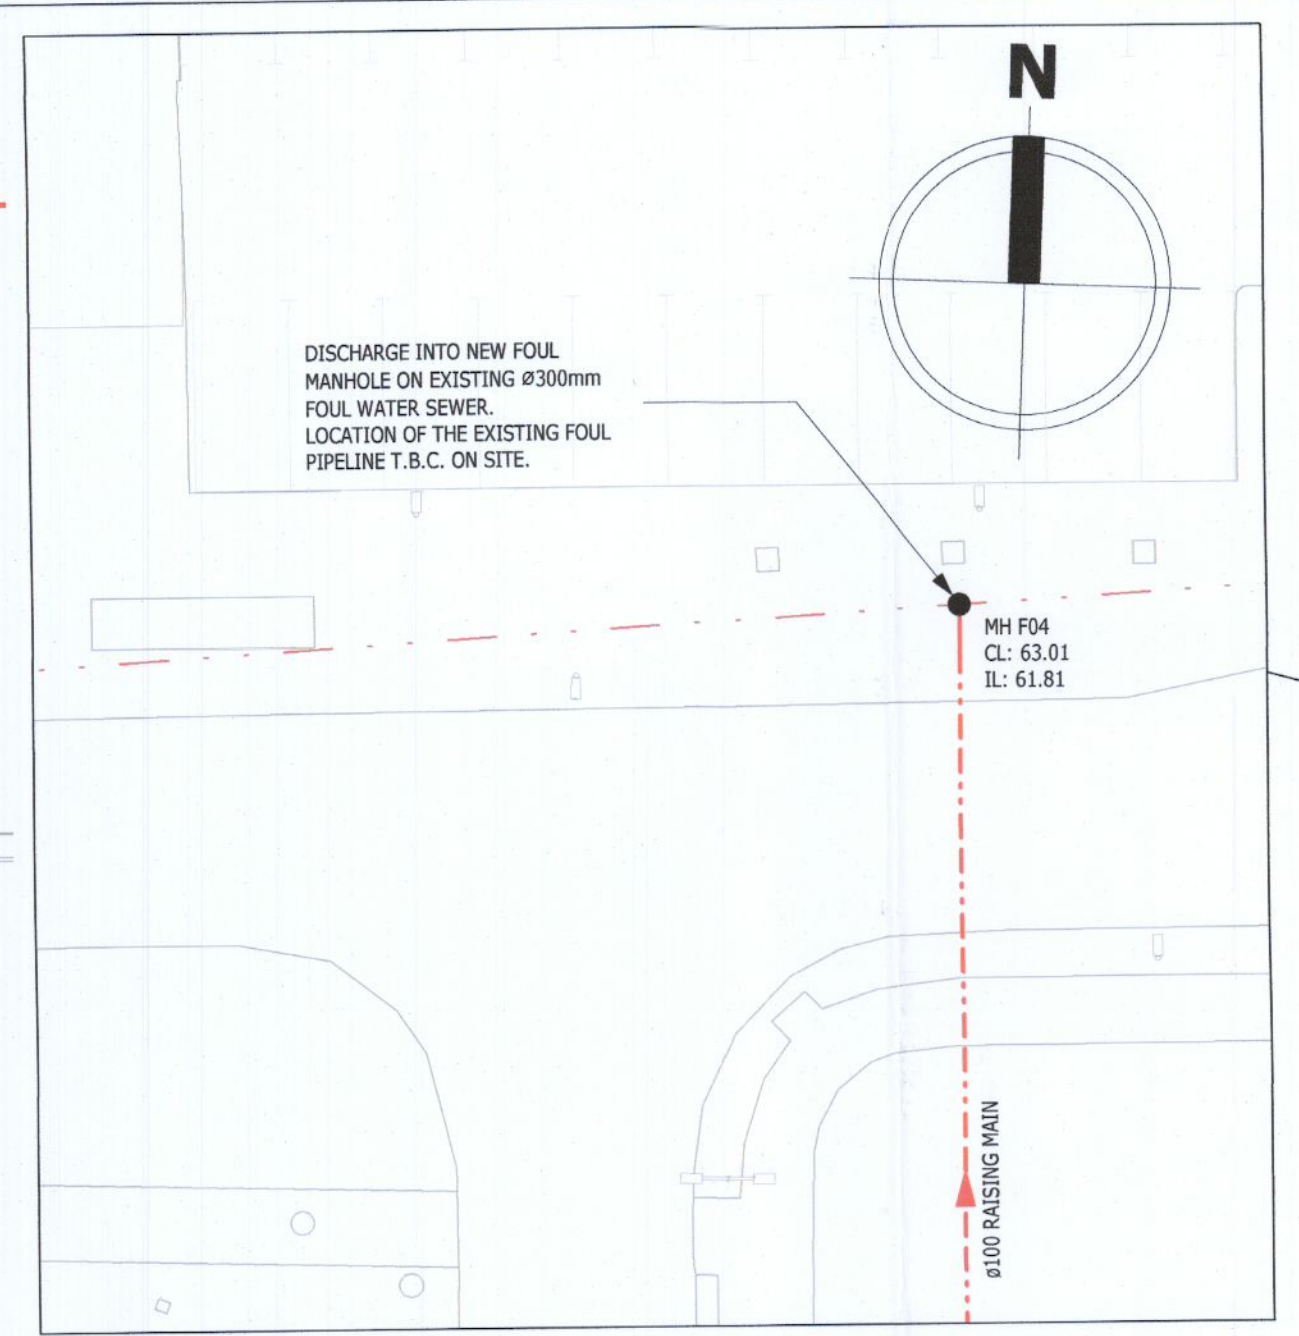 N
DISCHARGE INTO NEW FOUL
MANHOLE ON EXISTING Ø300mm
FOUL WATER SEWER.
LOCATION OF THE EXISTING FOUL
PIPELINE T.B.C. ON SITE.
MH F04
CL: 63.01
IL: 61.81
ø100 RAISING MAIN